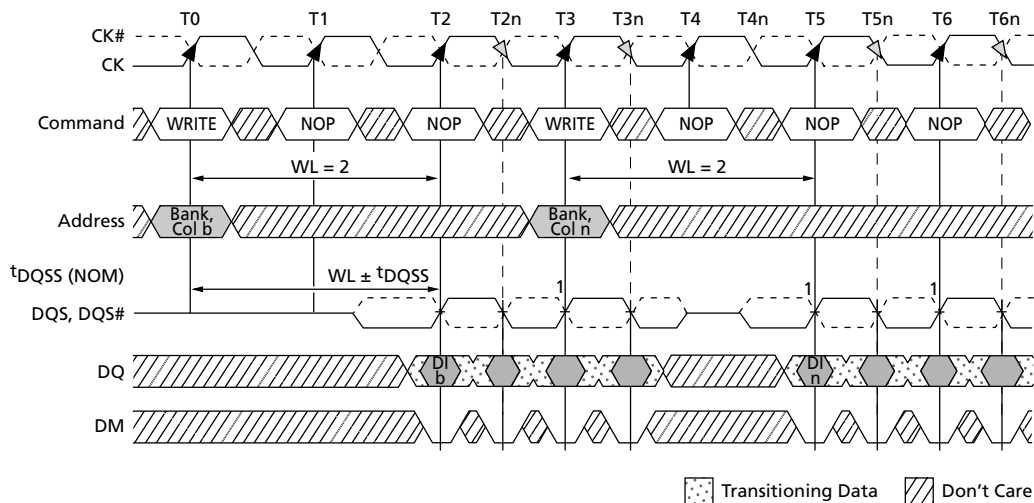 T0 T1 T2 T2n T3 T3n T4 T4n T5 T5n T6 T6n
CK#
CK
Command WRITE NOP NOP WRITE NOP NOP NOP
WL = 2 WL = 2
Address Bank, Col b Bank, Col n
tDQSS (NOM) WL ± tDQSS 1 1 1
DQS, DQS#
DQ DI b DI n
DM
Transitioning Data Don't Care